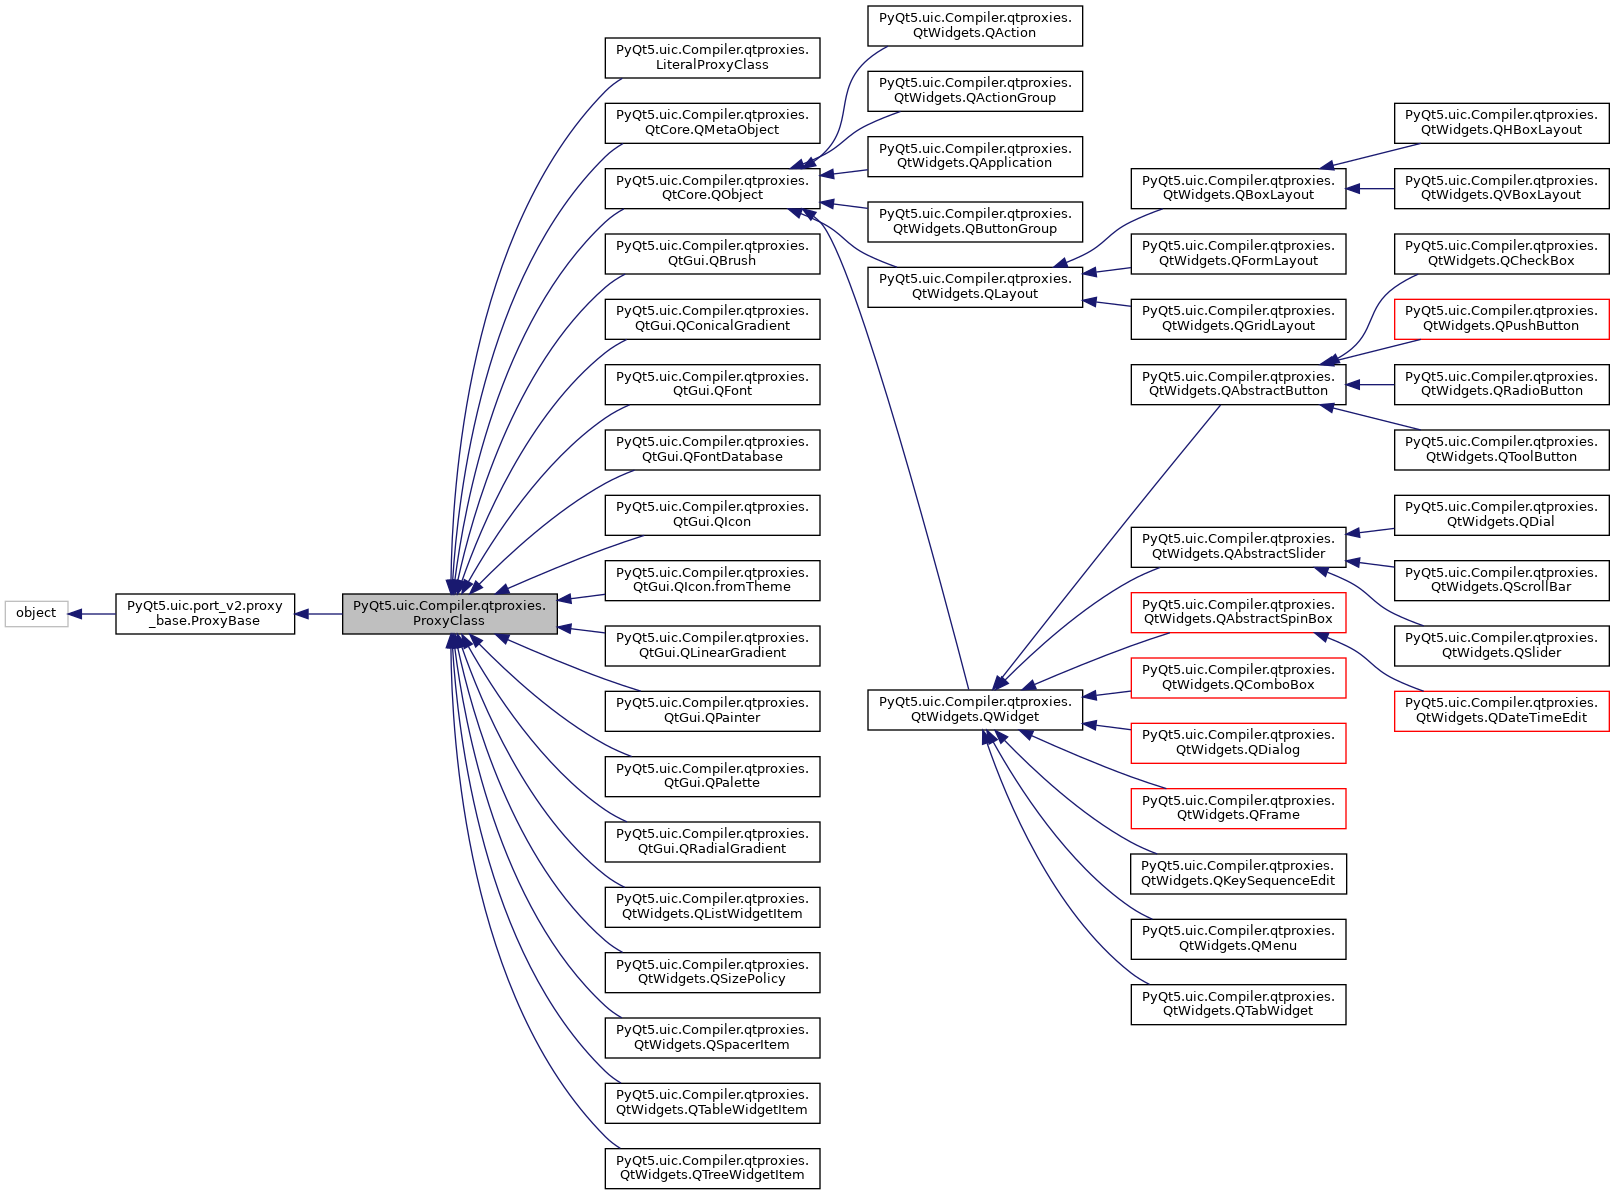 object
PyQt5.uic.port_v2.proxy
_base.ProxyBase
PyQt5.uic.Compiler.qtproxies.
ProxyClass
PyQt5.uic.Compiler.qtproxies.
LiteralProxyClass
PyQt5.uic.Compiler.qtproxies.
QtCore.QMetaObject
PyQt5.uic.Compiler.qtproxies.
QtCore.QObject
PyQt5.uic.Compiler.qtproxies.
QtGui.QBrush
PyQt5.uic.Compiler.qtproxies.
QtGui.QConicalGradient
PyQt5.uic.Compiler.qtproxies.
QtGui.QFont
PyQt5.uic.Compiler.qtproxies.
QtGui.QFontDatabase
PyQt5.uic.Compiler.qtproxies.
QtGui.QIcon
PyQt5.uic.Compiler.qtproxies.
QtGui.QIcon.fromTheme
PyQt5.uic.Compiler.qtproxies.
QtGui.QLinearGradient
PyQt5.uic.Compiler.qtproxies.
QtGui.QPainter
PyQt5.uic.Compiler.qtproxies.
QtGui.QPalette
PyQt5.uic.Compiler.qtproxies.
QtGui.QRadialGradient
PyQt5.uic.Compiler.qtproxies.
QtWidgets.QListWidgetItem
PyQt5.uic.Compiler.qtproxies.
QtWidgets.QSizePolicy
PyQt5.uic.Compiler.qtproxies.
QtWidgets.QSpacerItem
PyQt5.uic.Compiler.qtproxies.
QtWidgets.QTableWidgetItem
PyQt5.uic.Compiler.qtproxies.
QtWidgets.QTreeWidgetItem
PyQt5.uic.Compiler.qtproxies.
QtWidgets.QAction
PyQt5.uic.Compiler.qtproxies.
QtWidgets.QActionGroup
PyQt5.uic.Compiler.qtproxies.
QtWidgets.QApplication
PyQt5.uic.Compiler.qtproxies.
QtWidgets.QButtonGroup
PyQt5.uic.Compiler.qtproxies.
QtWidgets.QLayout
PyQt5.uic.Compiler.qtproxies.
QtWidgets.QWidget
PyQt5.uic.Compiler.qtproxies.
QtWidgets.QBoxLayout
PyQt5.uic.Compiler.qtproxies.
QtWidgets.QFormLayout
PyQt5.uic.Compiler.qtproxies.
QtWidgets.QGridLayout
PyQt5.uic.Compiler.qtproxies.
QtWidgets.QAbstractButton
PyQt5.uic.Compiler.qtproxies.
QtWidgets.QAbstractSlider
PyQt5.uic.Compiler.qtproxies.
QtWidgets.QAbstractSpinBox
PyQt5.uic.Compiler.qtproxies.
QtWidgets.QComboBox
PyQt5.uic.Compiler.qtproxies.
QtWidgets.QDialog
PyQt5.uic.Compiler.qtproxies.
QtWidgets.QFrame
PyQt5.uic.Compiler.qtproxies.
QtWidgets.QKeySequenceEdit
PyQt5.uic.Compiler.qtproxies.
QtWidgets.QMenu
PyQt5.uic.Compiler.qtproxies.
QtWidgets.QTabWidget
PyQt5.uic.Compiler.qtproxies.
QtWidgets.QHBoxLayout
PyQt5.uic.Compiler.qtproxies.
QtWidgets.QVBoxLayout
PyQt5.uic.Compiler.qtproxies.
QtWidgets.QCheckBox
PyQt5.uic.Compiler.qtproxies.
QtWidgets.QPushButton
PyQt5.uic.Compiler.qtproxies.
QtWidgets.QRadioButton
PyQt5.uic.Compiler.qtproxies.
QtWidgets.QToolButton
PyQt5.uic.Compiler.qtproxies.
QtWidgets.QDial
PyQt5.uic.Compiler.qtproxies.
QtWidgets.QScrollBar
PyQt5.uic.Compiler.qtproxies.
QtWidgets.QSlider
PyQt5.uic.Compiler.qtproxies.
QtWidgets.QDateTimeEdit